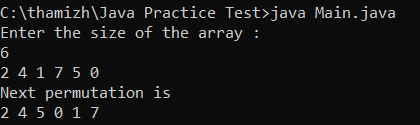 C:\thamizh\Java Practice Test>java Main.java
Enter the size of the array :
6
2 4 1 7 5 0
Next permutation is
2 4 5 0 1 7